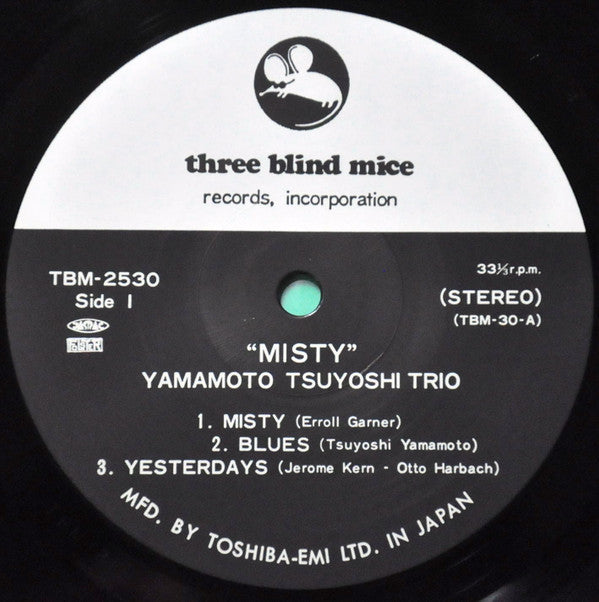 three blind mice
records, incorporation
TBM-2530
Side 1
33⅓ r.p.m.
(STEREO)
(TBM-30-A)
"MISTY"
YAMAMOTO TSUYOSHI TRIO
1. MISTY (Erroll Garner)
2. BLUES (Tsuyoshi Yamamoto)
3. YESTERDAYS (Jerome Kern - Otto Harbach)
MFD. BY TOSHIBA-EMI LTD. IN JAPAN